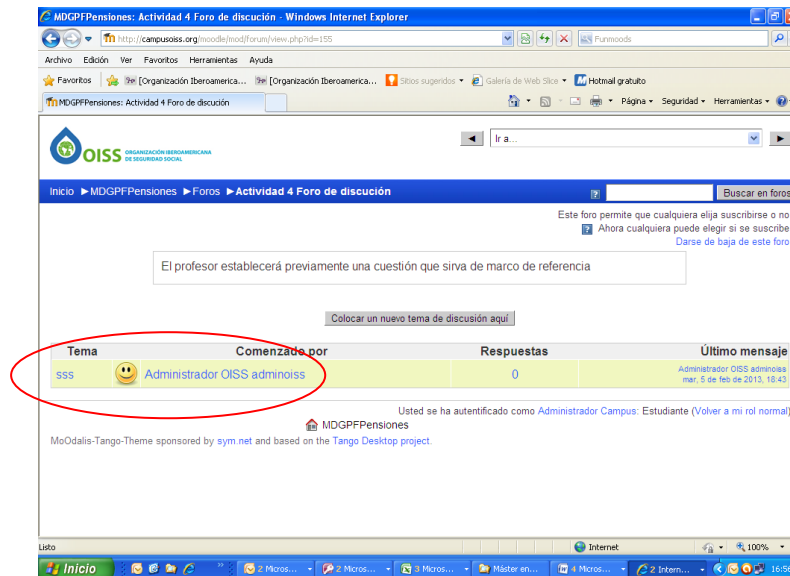 MDGPFPensiones: Actividad 4 Foro de discución - Windows Internet Explorer
http://campusoiss.org/moodle/mod/forum/view.php?id=155
Funmoods
Archivo Edición Ver Favoritos Herramientas Ayuda
Favoritos [Organización Iberoamerica... [Organización Iberoamerica... Sitios sugeridos Galería de Web Slice Hotmail gratuito
MDGPFPensiones: Actividad 4 Foro de discución Página Seguridad Herramientas
OISS ORGANIZACIÓN IBEROAMERICANA
DE SEGURIDAD SOCIAL
Ir a...
Inicio ►MDGPFPensiones ►Foros ►Actividad 4 Foro de discución Buscar en foros
Este foro permite que cualquiera elija suscribirse o no
Ahora cualquiera puede elegir si se suscribe
Darse de baja de este foro
El profesor establecerá previamente una cuestión que sirva de marco de referencia
Colocar un nuevo tema de discusión aquí
Tema Comenzado por Respuestas Último mensaje
sss Administrador OISS adminoiss 0 Administrador OISS adminoiss
mar, 5 de feb de 2013, 18:43
Usted se ha autentificado como Administrador Campus: Estudiante (Volver a mi rol normal)
MDGPFPensiones
MoOdalis-Tango-Theme sponsored by sym.net and based on the Tango Desktop project.
Listo Internet 100%
Inicio 2 Micros... 2 Micros... 3 Micros... Máster en... 4 Micros... 2 Intern...